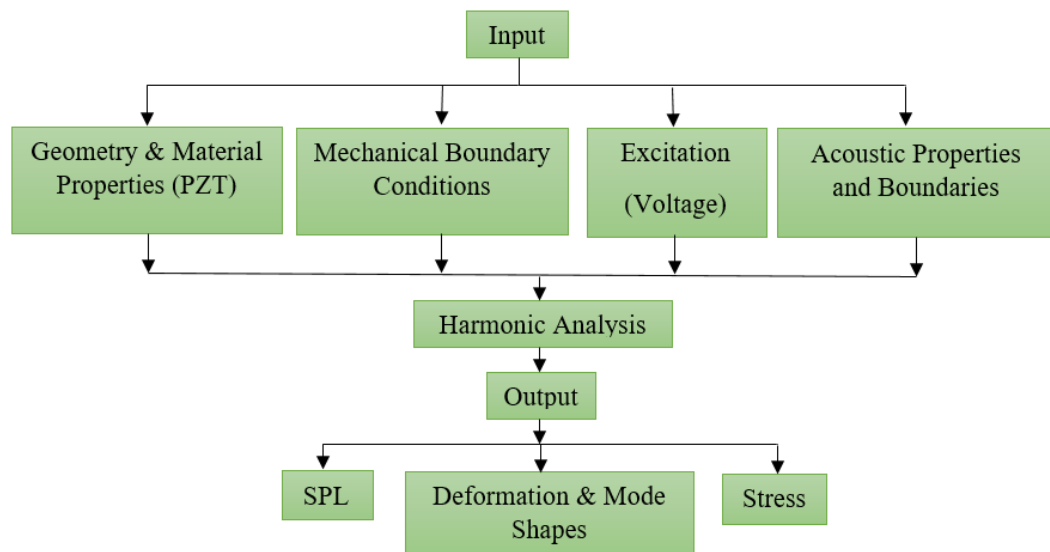 Input
Geometry & Material
Properties (PZT)
Mechanical Boundary
Conditions
Excitation
(Voltage)
Acoustic Properties
and Boundaries
Harmonic Analysis
Output
SPL
Deformation & Mode
Shapes
Stress